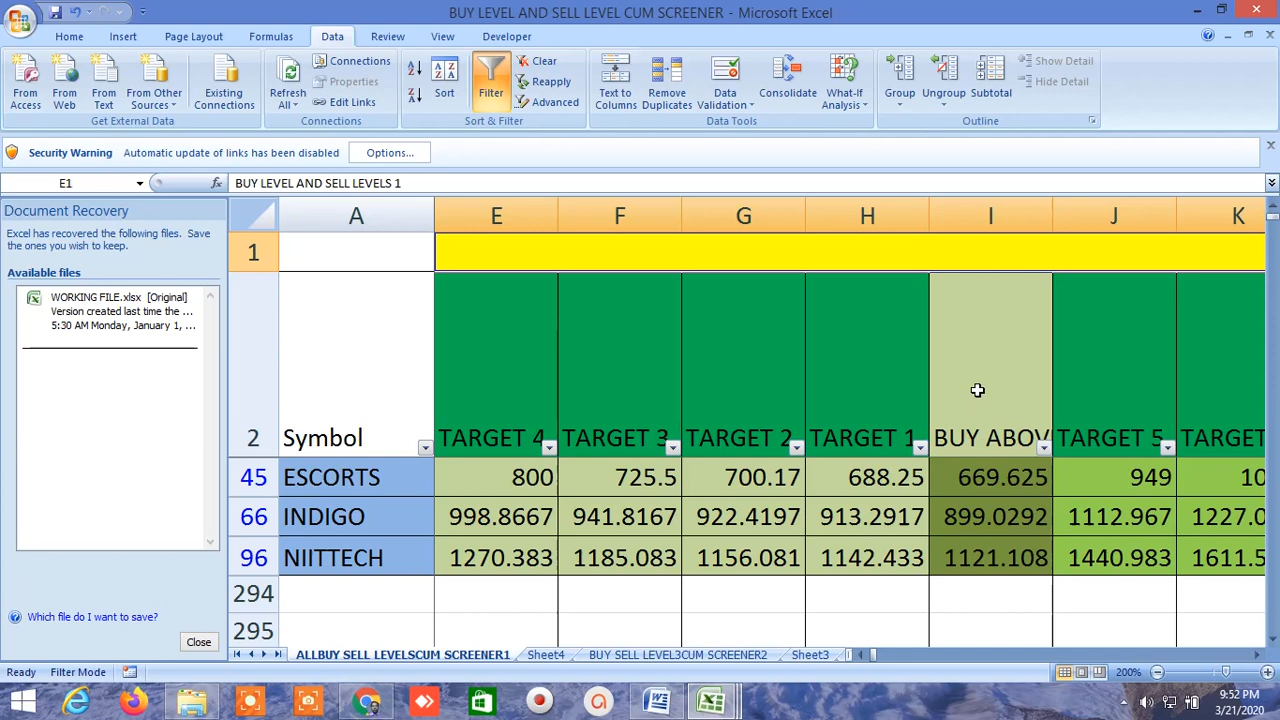 BUY LEVEL AND SELL LEVEL CUM SCREENER - Microsoft Excel
Home Insert Page Layout Formulas Data Review View Developer
From Access
From Web
From Text
From Other Sources
Existing Connections
Get External Data
Refresh All
Connections
Properties
Edit Links
Connections
Sort
Filter
Clear
Reapply
Advanced
Sort & Filter
Text to Columns
Remove Duplicates
Data Validation
Consolidate
What-If Analysis
Data Tools
Group
Ungroup
Subtotal
Show Detail
Hide Detail
Outline
Security Warning Automatic update of links has been disabled Options...
E1 fx BUY LEVEL AND SELL LEVELS 1
Document Recovery
Excel has recovered the following files. Save
the ones you wish to keep.
Available files
WORKING FILE.xlsx [Original]
Version created last time the ...
5:30 AM Monday, January 1, ...
Which file do I want to save?
Close
A E F G H I J K
1
2 Symbol TARGET 4 TARGET 3 TARGET 2 TARGET 1 BUY ABOV TARGET 5 TARGET
45 ESCORTS 800 725.5 700.17 688.25 669.625 949 10
66 INDIGO 998.8667 941.8167 922.4197 913.2917 899.0292 1112.967 1227.0
96 NIITTECH 1270.383 1185.083 1156.081 1142.433 1121.108 1440.983 1611.5
294
295
ALLBUY SELL LEVELSCUM SCREENER1 Sheet4 BUY SELL LEVEL3CUM SCREENER2 Sheet3
Ready Filter Mode 200%
9:52 PM
3/21/2020